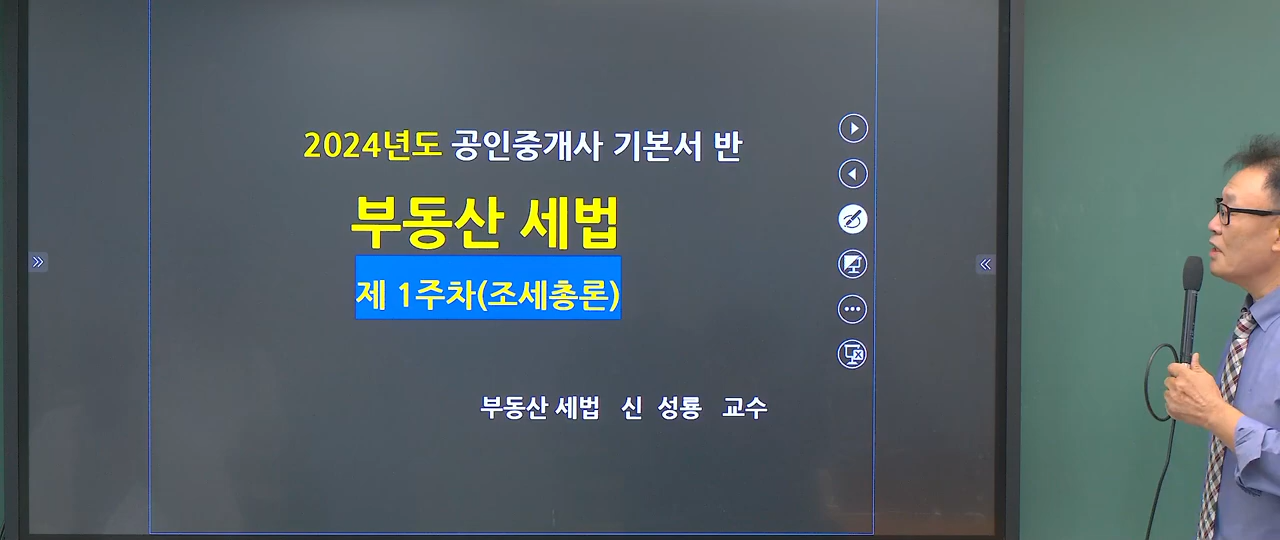 2024년도 공인중개사 기본서 반
부동산 세법
제 1주차(조세총론)
부동산 세법 신 성룡 교수